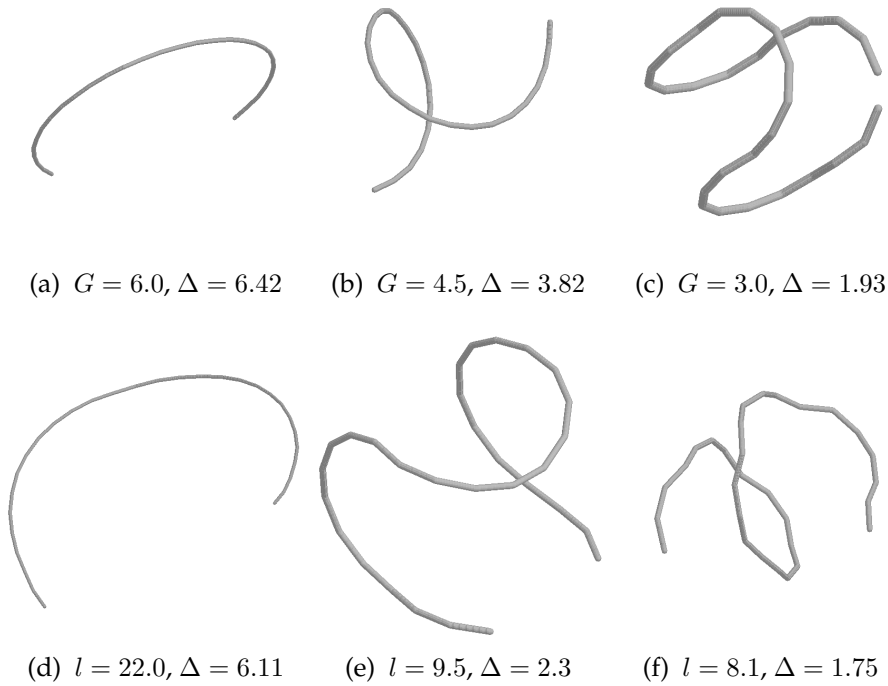 (a) G = 6.0, Δ = 6.42
(b) G = 4.5, Δ = 3.82
(c) G = 3.0, Δ = 1.93
(d) l = 22.0, Δ = 6.11
(e) l = 9.5, Δ = 2.3
(f) l = 8.1, Δ = 1.75